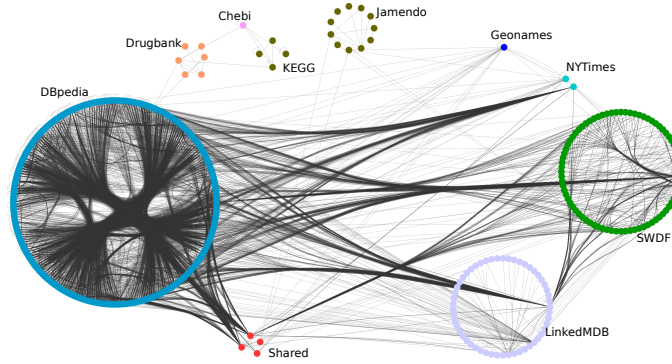 Chebi
Jamendo
Drugbank
Geonames
KEGG
NYTimes
DBpedia
SWDF
LinkedMDB
Shared